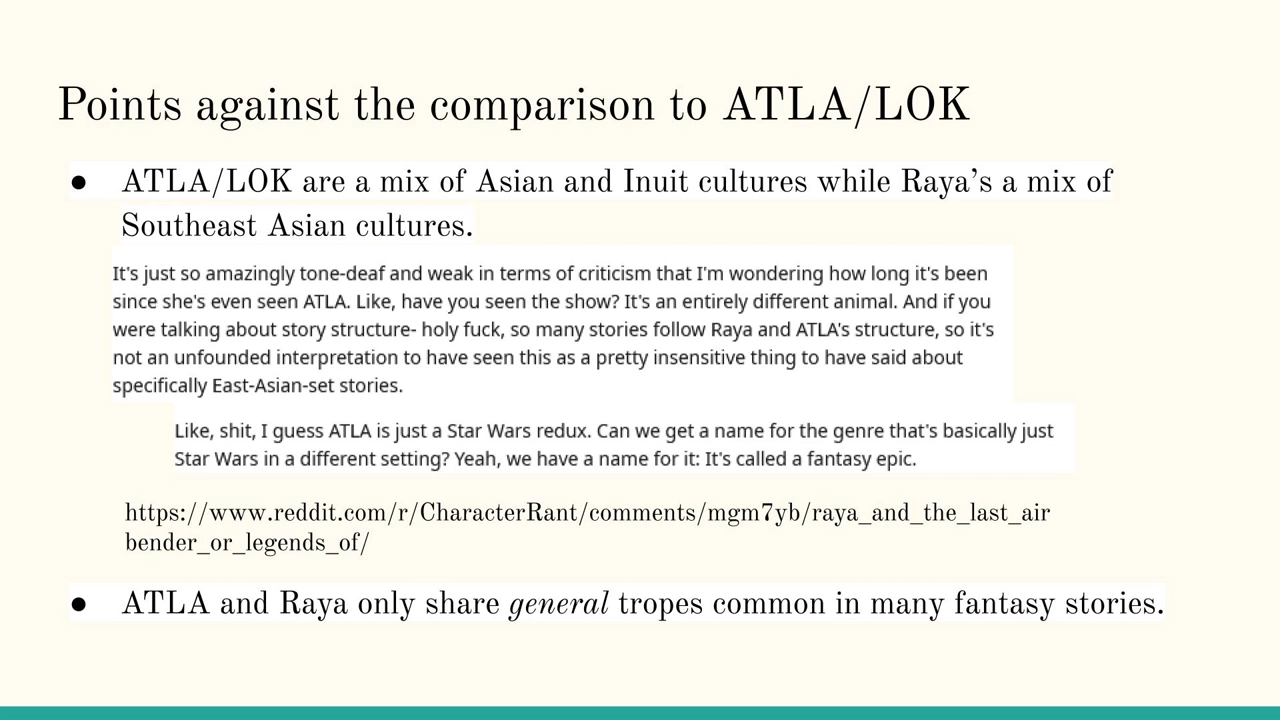 Points against the comparison to ATLA/LOK
● ATLA/LOK are a mix of Asian and Inuit cultures while Raya’s a mix of
Southeast Asian cultures.
It's just so amazingly tone-deaf and weak in terms of criticism that I'm wondering how long it's been
since she's even seen ATLA. Like, have you seen the show? It's an entirely different animal. And if you
were talking about story structure- holy fuck, so many stories follow Raya and ATLA's structure, so it's
not an unfounded interpretation to have seen this as a pretty insensitive thing to have said about
specifically East-Asian-set stories.
Like, shit, I guess ATLA is just a Star Wars redux. Can we get a name for the genre that's basically just
Star Wars in a different setting? Yeah, we have a name for it: It's called a fantasy epic.
https://www.reddit.com/r/CharacterRant/comments/mgm7yb/raya_and_the_last_air
bender_or_legends_of/
● ATLA and Raya only share general tropes common in many fantasy stories.